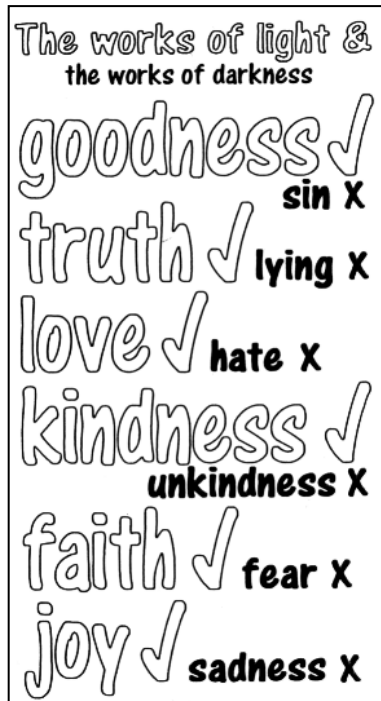 The works of light &
the works of darkness
goodness ✓
sin X
truth ✓ lying X
love ✓ hate X
kindness ✓
unkindness X
faith ✓ fear X
joy ✓ sadness X